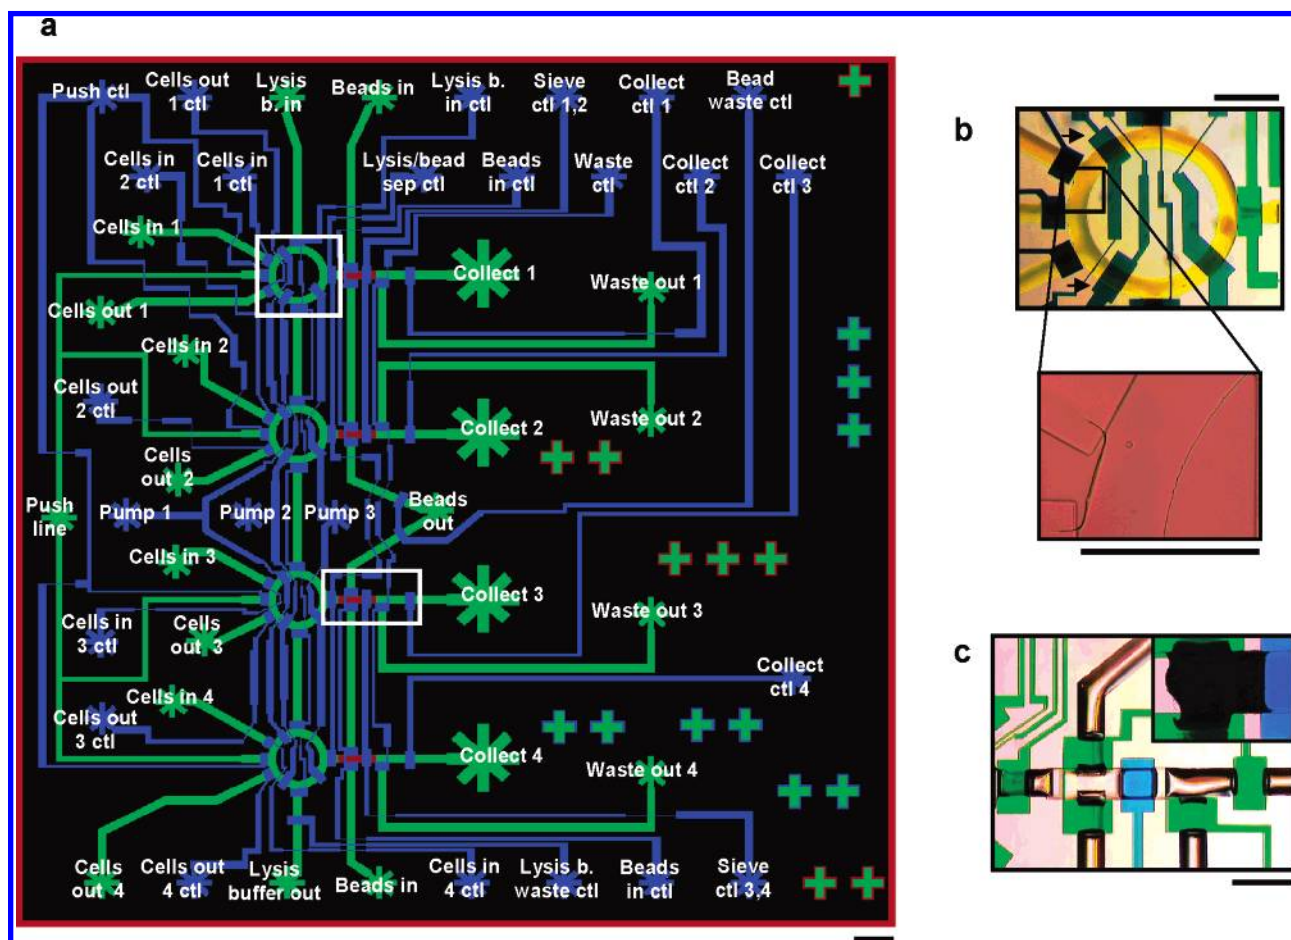 a
Push ctl
Cells out
1 ctl
Lysis
b. in
Beads in
Lysis b.
in ctl
Sieve
ctl 1,2
Collect
ctl 1
Bead
waste ctl
Cells in
2 ctl
Cells in
1 ctl
Lysis/bead
sep ctl
Beads
in ctl
Waste
ctl
Collect
ctl 2
Collect
ctl 3
Cells in 1
Collect 1
Waste out 1
Cells out 1
Cells in 2
Cells out
2 ctl
Collect 2
Waste out 2
Cells
out 2
Push
line
Pump 1
Pump 2
Pump 3
Beads
out
Cells in 3
Collect 3
Waste out 3
Cells in
3 ctl
Cells
out 3
Collect
ctl 4
Cells in 4
Cells out
3 ctl
Collect 4
Waste out 4
Cells
out 4
Cells out
4 ctl
Lysis
buffer out
Beads in
Cells in
4 ctl
Lysis b.
waste ctl
Beads
in ctl
Sieve
ctl 3,4
b
c